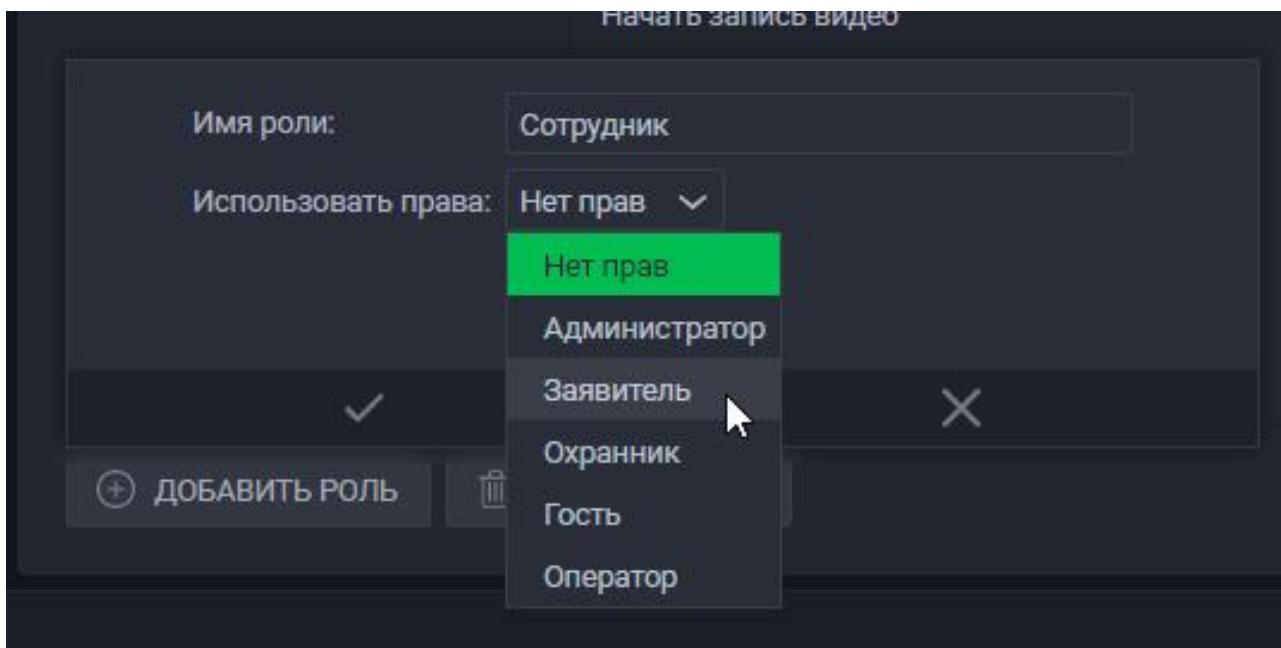 Начать запись видео
Имя роли: Сотрудник
Использовать права: Нет прав
Нет прав
Администратор
Заявитель
Охранник
Гость
Оператор
ДОБАВИТЬ РОЛЬ